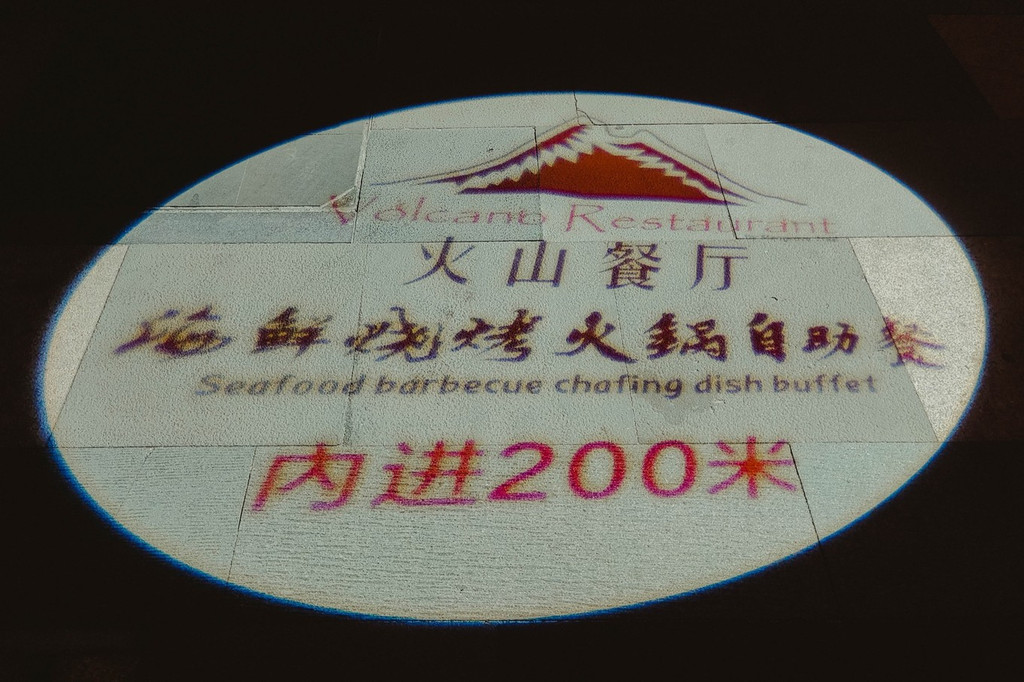 Volcano Restaurant
火山餐厅
海鲜烧烤火锅自助餐
Seafood barbecue chafing dish buffet
内进200米